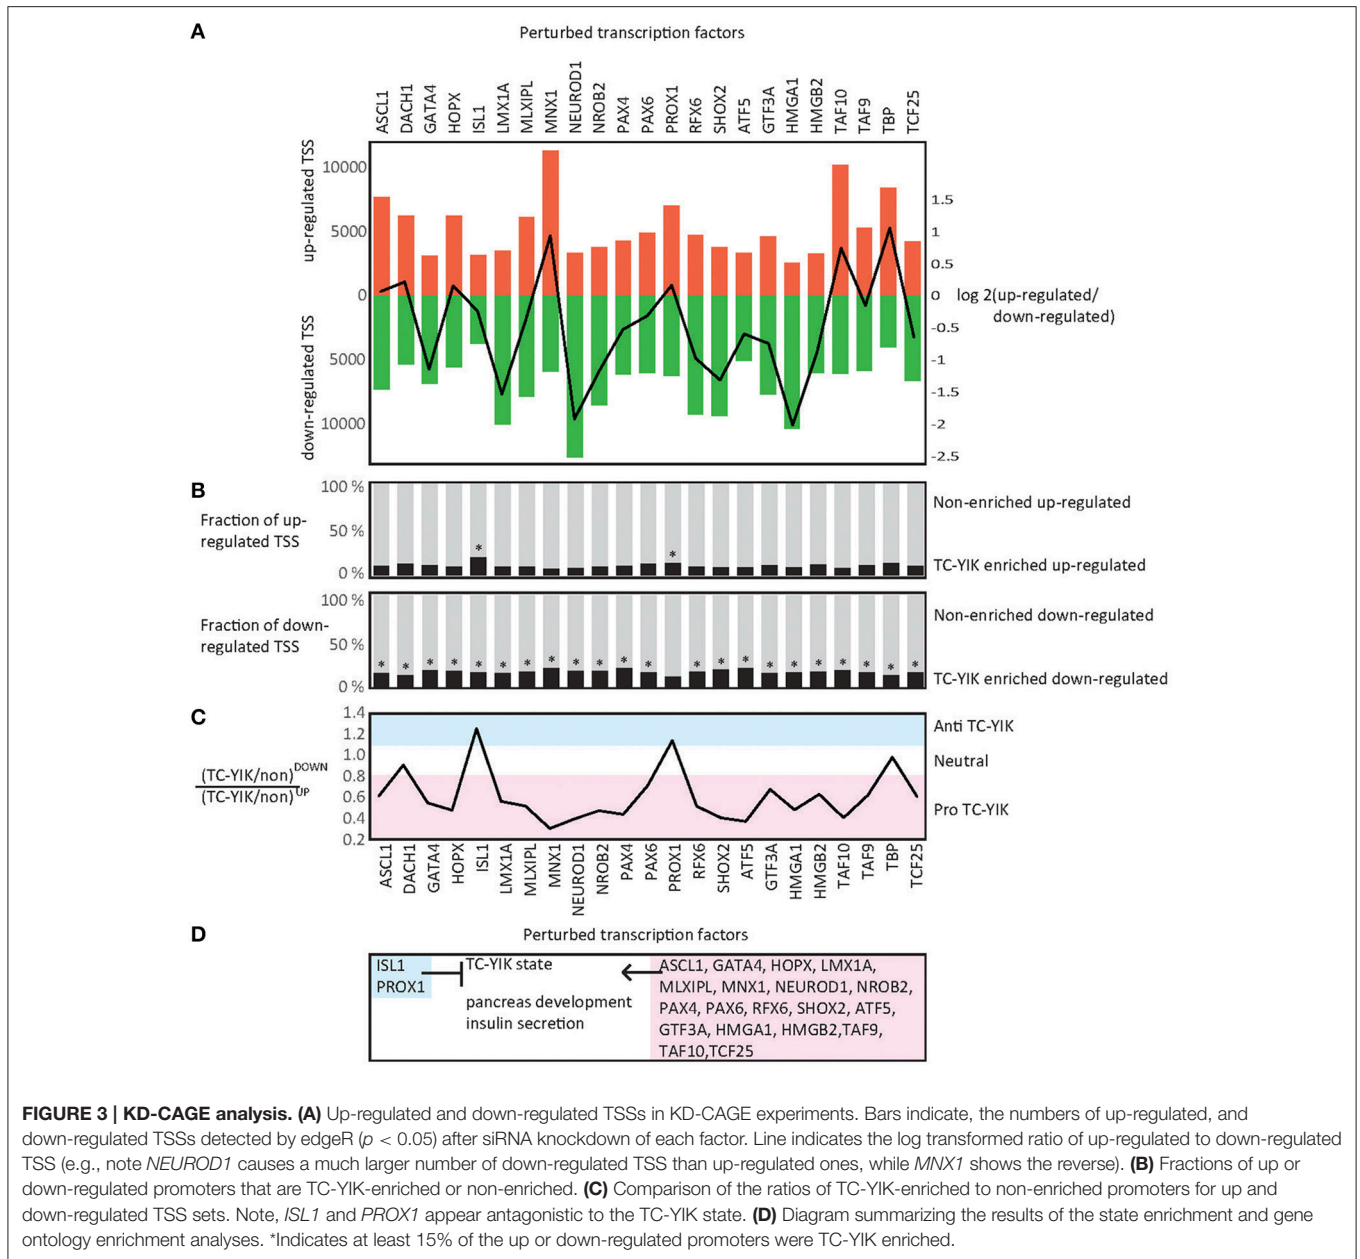 A
Perturbed transcription factors
ASCL1
DACH1
GATA4
HOPX
ISL1
LMX1A
MLXIPL
MNX1
NEUROD1
NROB2
PAX4
PAX6
PROX1
RFX6
SHOX2
ATF5
GTF3A
HMGA1
HMGB2
TAF10
TAF9
TBP
TCF25
up-regulated TSS
down-regulated TSS
10000
5000
0
5000
10000
1.5
1
0.5
0
-0.5
-1
-1.5
-2
-2.5
log 2(up-regulated/
down-regulated)
B
Fraction of up-
regulated TSS
100 %
50 %
0 %
* *
Non-enriched up-regulated
TC-YIK enriched up-regulated
Fraction of down-
regulated TSS
100 %
50 %
0 %
* * * * * * * * * * * * * * * * * * * * * *
Non-enriched down-regulated
TC-YIK enriched down-regulated
C
(TC-YIK/non)DOWN
(TC-YIK/non)UP
1.4
1.2
1.0
0.8
0.6
0.4
0.2
Anti TC-YIK
Neutral
Pro TC-YIK
ASCL1
DACH1
GATA4
HOPX
ISL1
LMX1A
MLXIPL
MNX1
NEUROD1
NROB2
PAX4
PAX6
PROX1
RFX6
SHOX2
ATF5
GTF3A
HMGA1
HMGB2
TAF10
TAF9
TBP
TCF25
Perturbed transcription factors
D
ISL1
PROX1
TC-YIK state
pancreas development
insulin secretion
ASCL1, GATA4, HOPX, LMX1A,
MLXIPL, MNX1, NEUROD1, NROB2,
PAX4, PAX6, RFX6, SHOX2, ATF5,
GTF3A, HMGA1, HMGB2,TAF9,
TAF10,TCF25
FIGURE 3 | KD-CAGE analysis. (A) Up-regulated and down-regulated TSSs in KD-CAGE experiments. Bars indicate, the numbers of up-regulated, and
down-regulated TSSs detected by edgeR (p < 0.05) after siRNA knockdown of each factor. Line indicates the log transformed ratio of up-regulated to down-regulated
TSS (e.g., note NEUROD1 causes a much larger number of down-regulated TSS than up-regulated ones, while MNX1 shows the reverse). (B) Fractions of up or
down-regulated promoters that are TC-YIK-enriched or non-enriched. (C) Comparison of the ratios of TC-YIK-enriched to non-enriched promoters for up and
down-regulated TSS sets. Note, ISL1 and PROX1 appear antagonistic to the TC-YIK state. (D) Diagram summarizing the results of the state enrichment and gene
ontology enrichment analyses. *Indicates at least 15% of the up or down-regulated promoters were TC-YIK enriched.